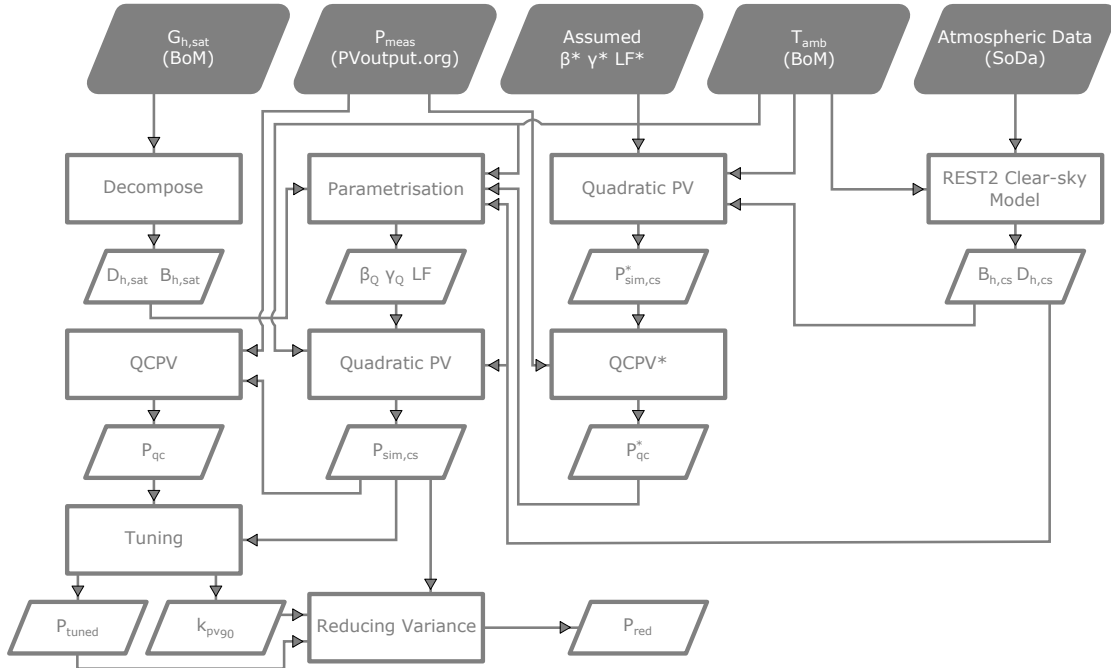 G_h,sat
(BoM)
P_meas
(PVoutput.org)
Assumed
β* γ* LF*
T_amb
(BoM)
Atmospheric Data
(SoDa)
Decompose
Parametrisation
Quadratic PV
REST2 Clear-sky
Model
D_h,sat B_h,sat
β_Q γ_Q LF
P*_sim,cs
B_h,cs D_h,cs
QCPV
Quadratic PV
QCPV*
P_qc
P_sim,cs
P*_qc
Tuning
P_tuned
k_pv90
Reducing Variance
P_red